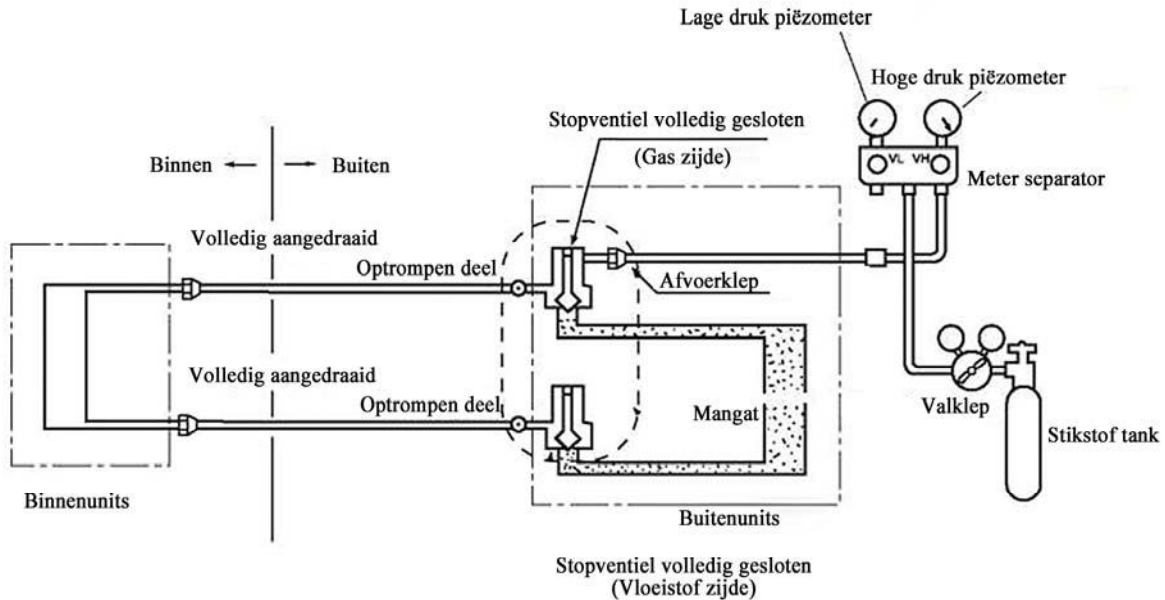 Lage druk piëzometer
Hoge druk piëzometer
Stopventiel volledig gesloten
(Gas zijde)
Binnen
Buiten
VL VH
Meter separator
Volledig aangedraaid
Optrompen deel
Afvoerklep
Volledig aangedraaid
Optrompen deel
Mangat
Valklep
Stikstof tank
Binnenunits
Buitenunits
Stopventiel volledig gesloten
(Vloeistof zijde)